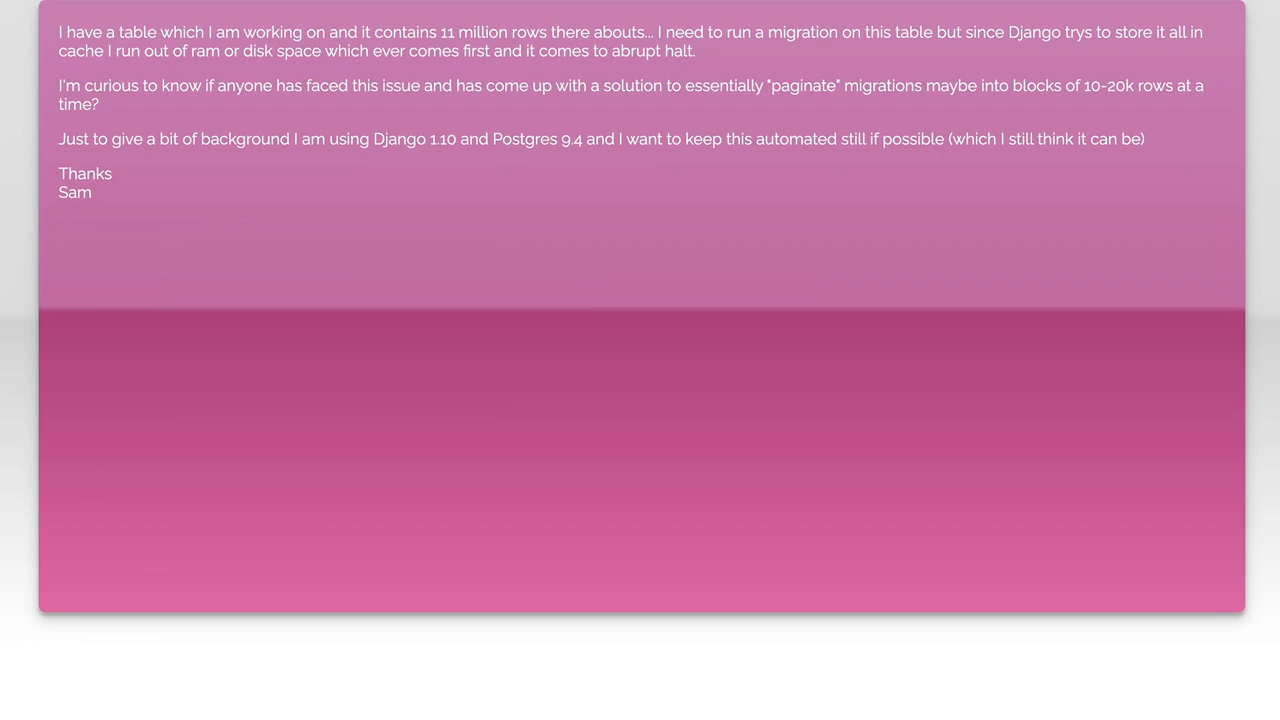 I have a table which I am working on and it contains 11 million rows there abouts... I need to run a migration on this table but since Django trys to store it all in
cache I run out of ram or disk space which ever comes first and it comes to abrupt halt.
I'm curious to know if anyone has faced this issue and has come up with a solution to essentially "paginate" migrations maybe into blocks of 10-20k rows at a
time?
Just to give a bit of background I am using Django 1.10 and Postgres 9.4 and I want to keep this automated still if possible (which I still think it can be)
Thanks
Sam